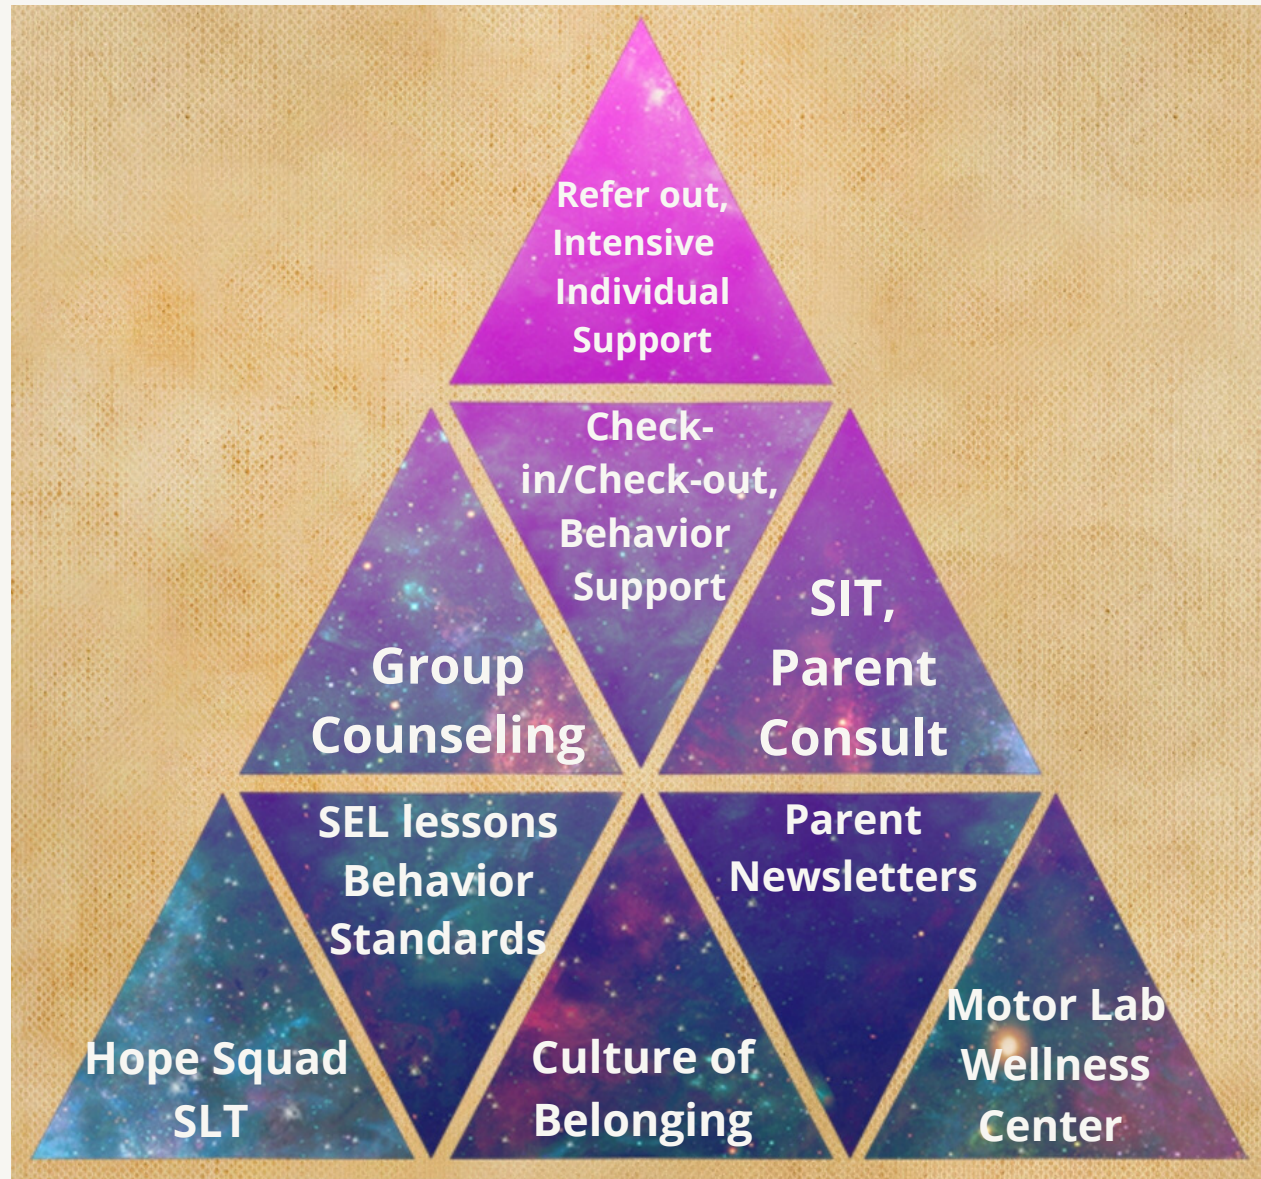 Refer out,
Intensive
Individual
Support
Check-
in/Check-out,
Behavior
Support
Group
Counseling
SIT,
Parent
Consult
SEL lessons
Behavior
Standards
Parent
Newsletters
Hope Squad
SLT
Culture of
Belonging
Motor Lab
Wellness
Center